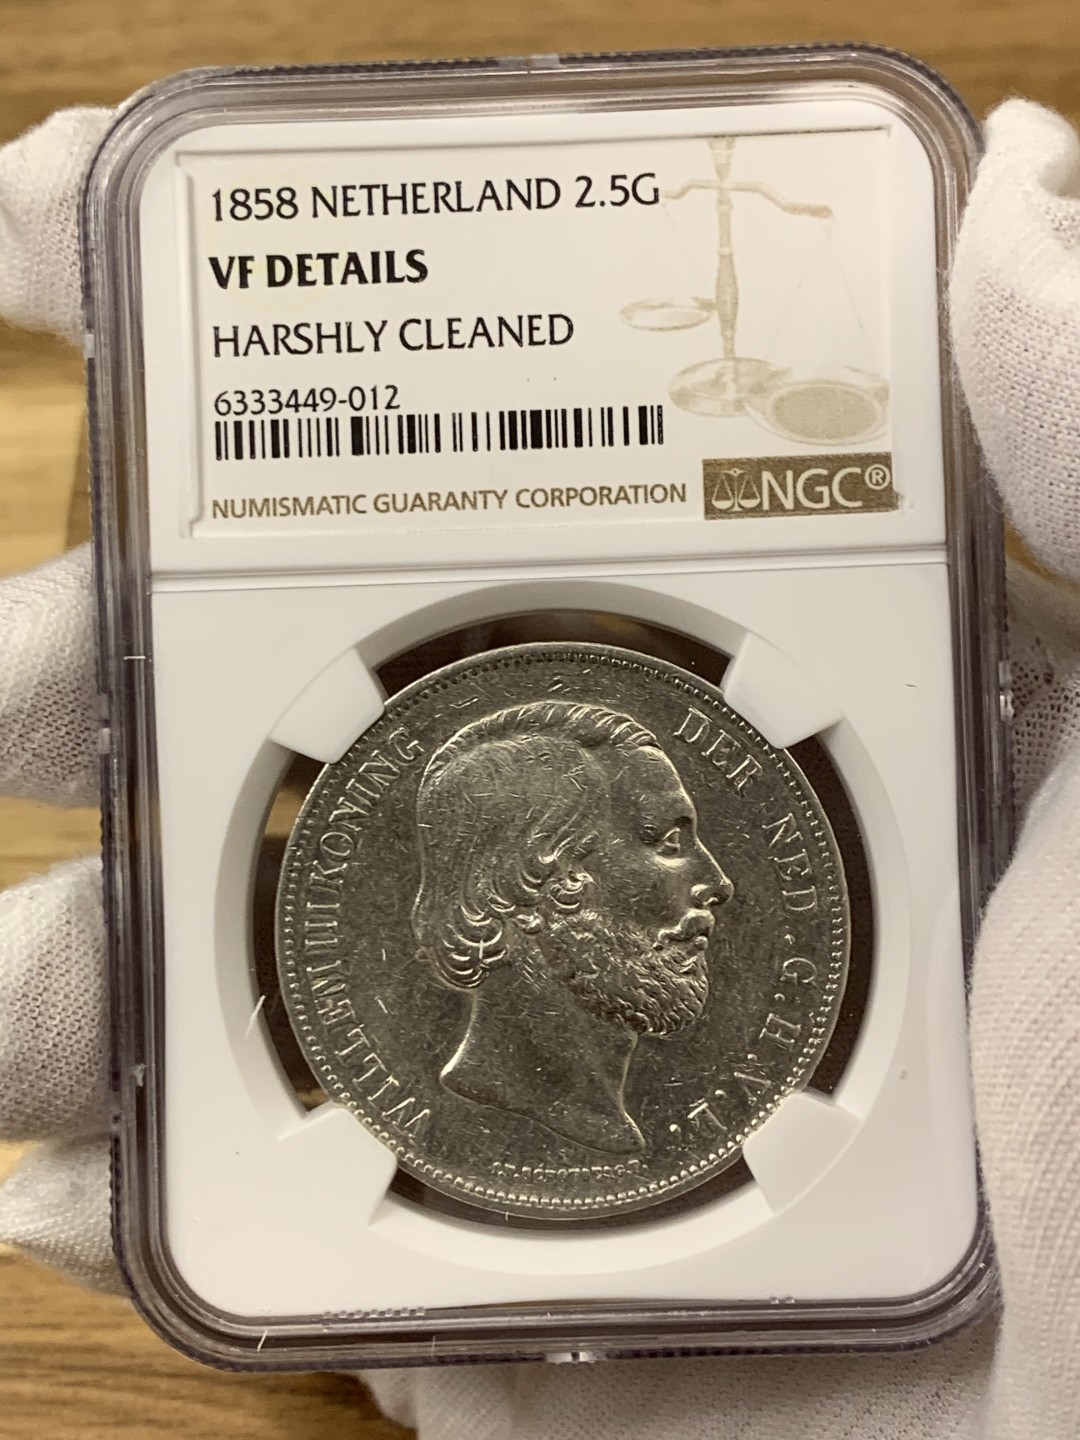 1858 NETHERLAND 2.5G
VF DETAILS
HARSHLY CLEANED
6333449-012
NUMISMATIC GUARANTY CORPORATION NGC®
WILLEM III KONING DER NED. G.H.V.L.